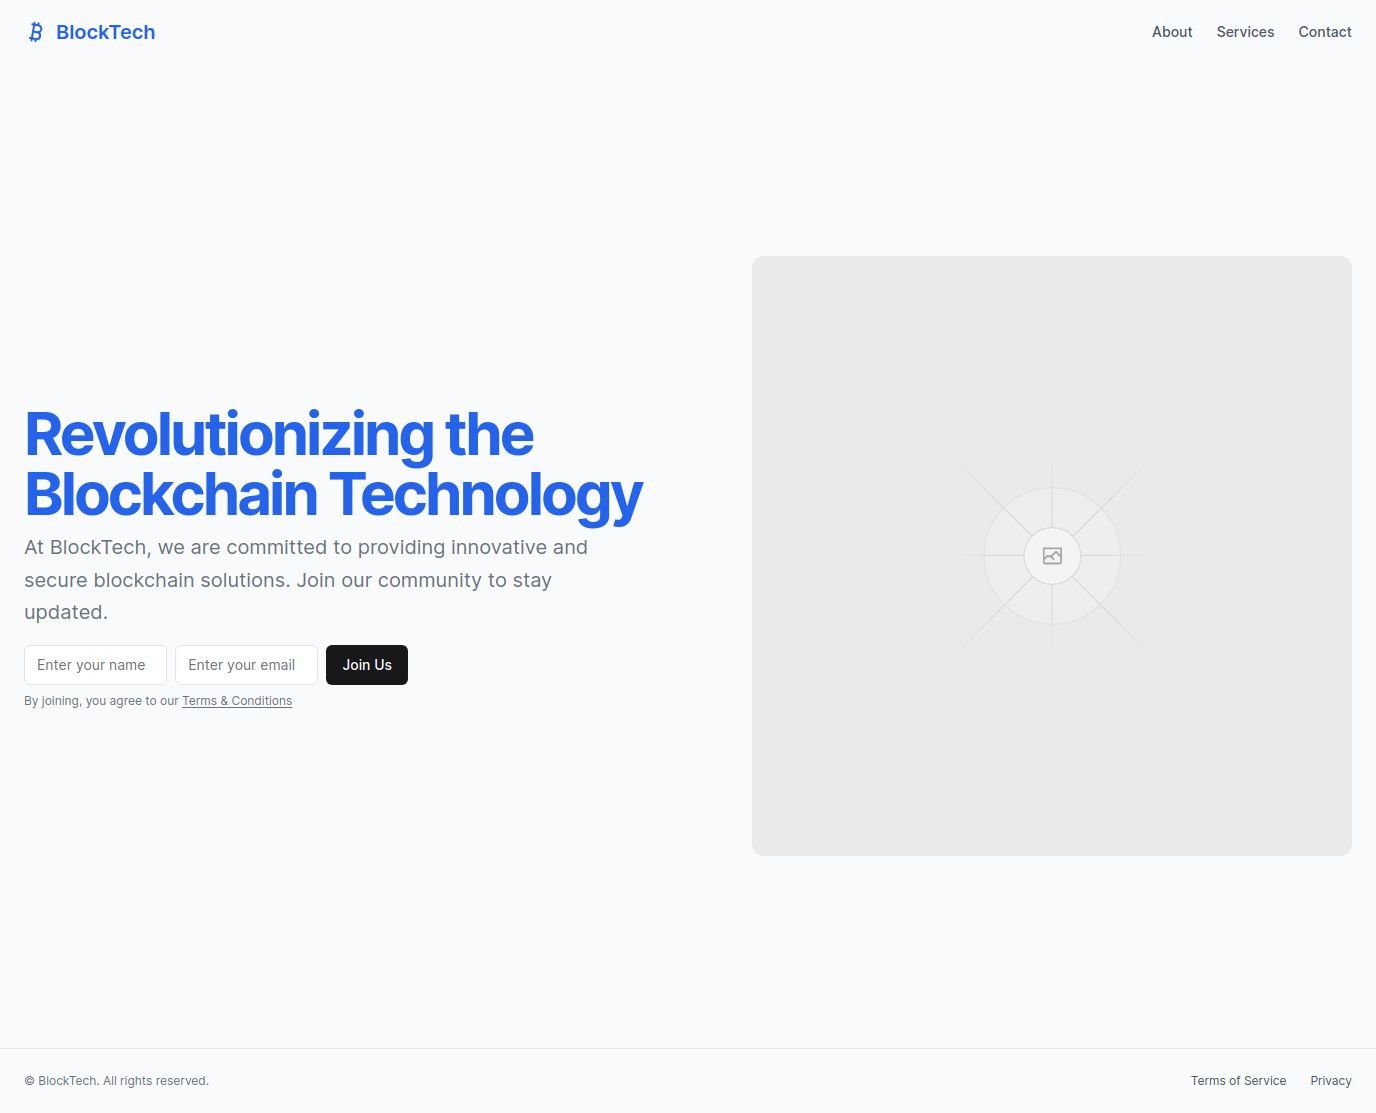 BlockTech
About Services Contact
Revolutionizing the
Blockchain Technology
At BlockTech, we are committed to providing innovative and
secure blockchain solutions. Join our community to stay
updated.
Enter your name Enter your email Join Us
By joining, you agree to our Terms & Conditions
© BlockTech. All rights reserved.
Terms of Service Privacy